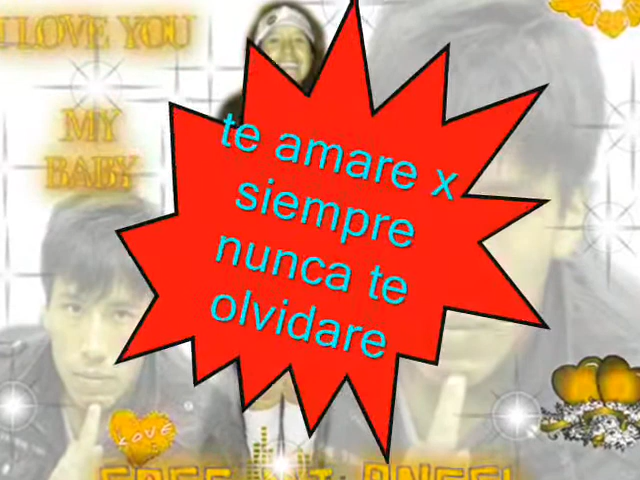 I LOVE YOU
MY
BABY
te amare x
siempre
nunca te
olvidare
LOVE